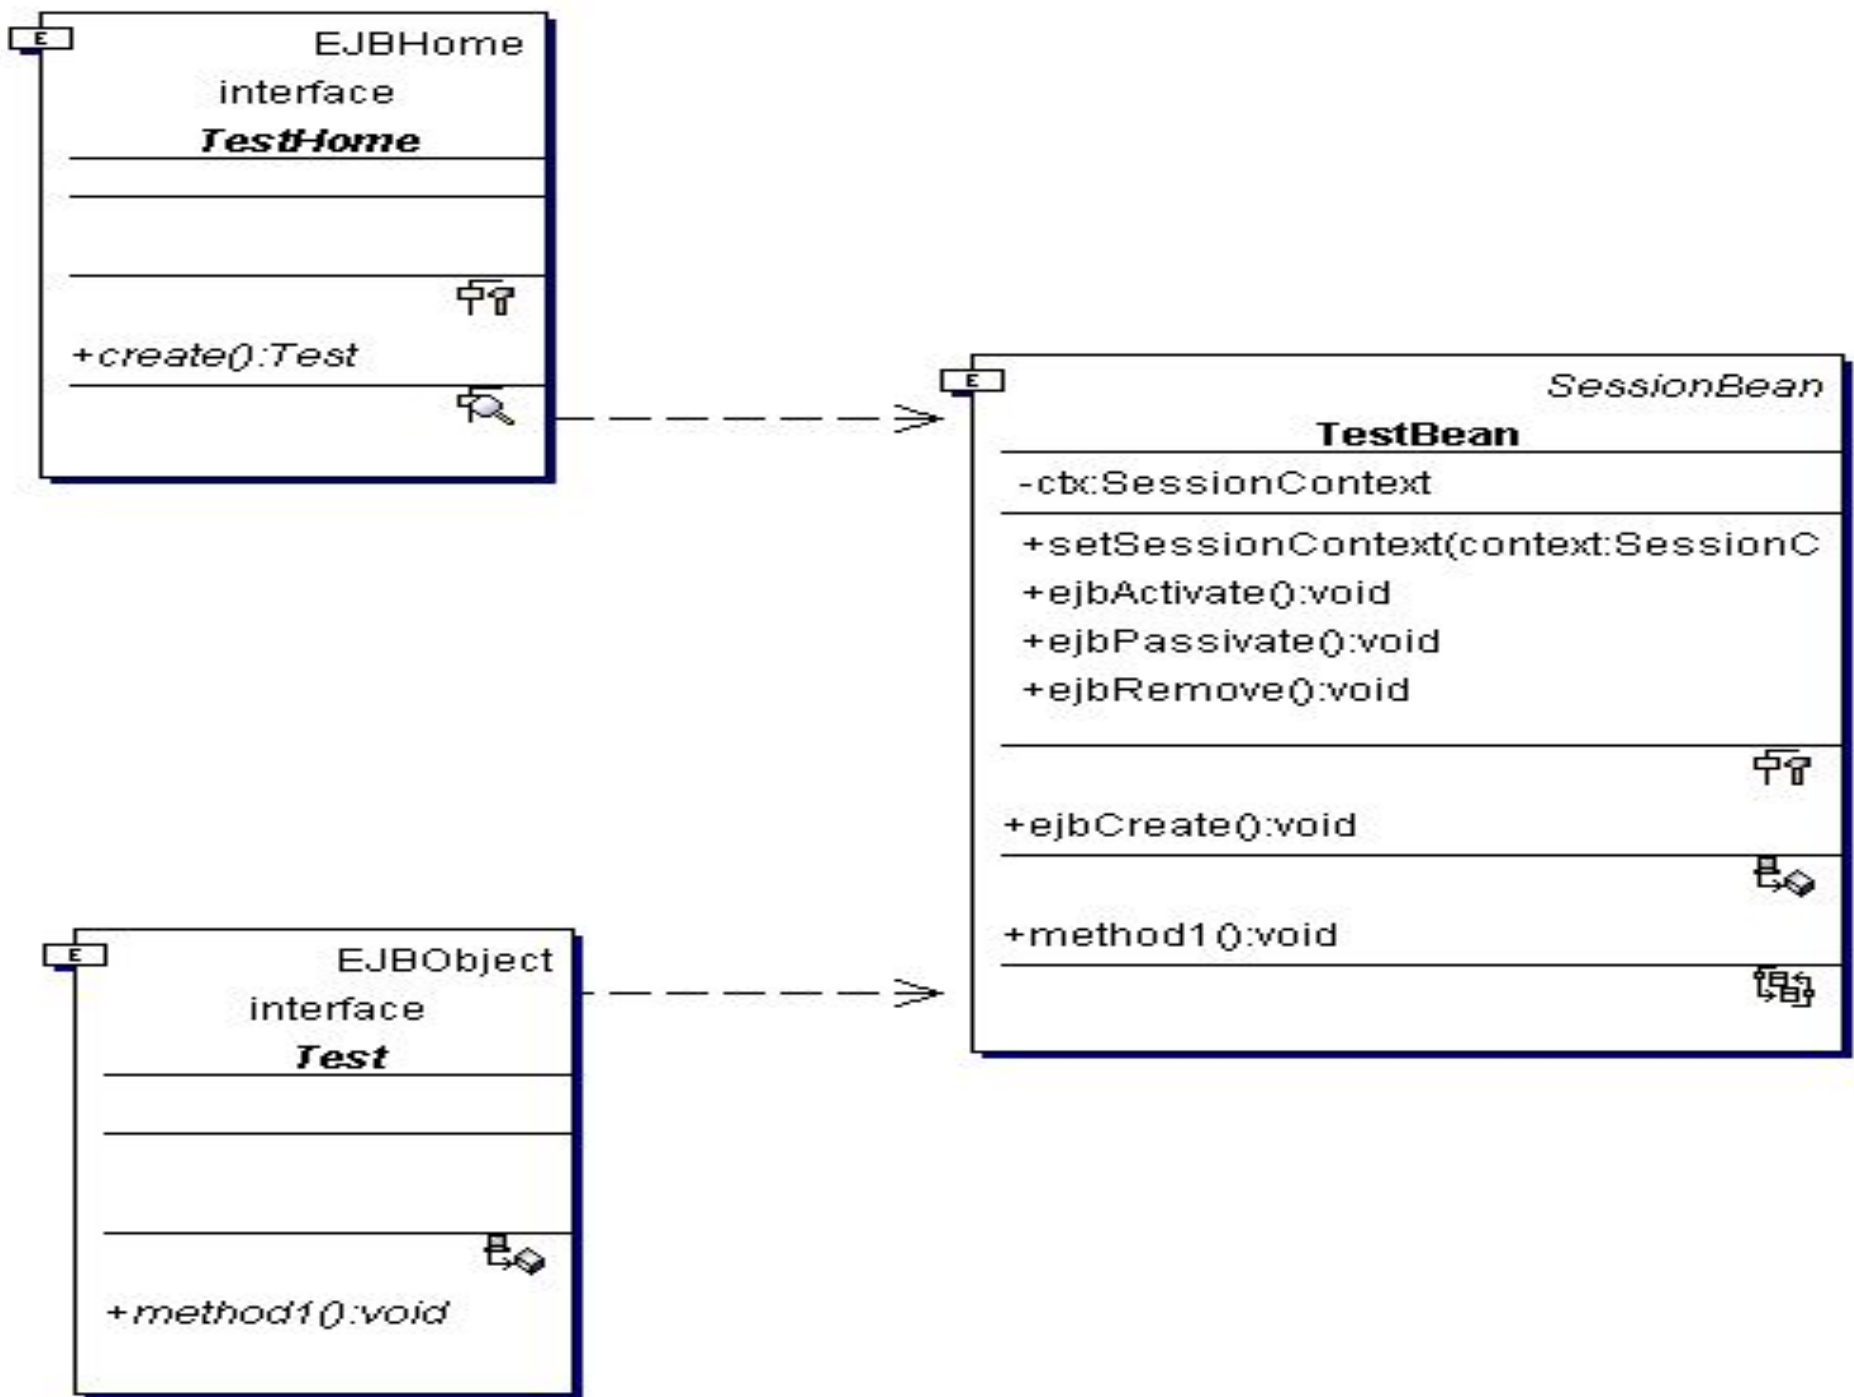 E
EJBHome
interface
TestHome
+create():Test
E
SessionBean
TestBean
-ctx:SessionContext
+setSessionContext(context:SessionC
+ejbActivate():void
+ejbPassivate():void
+ejbRemove():void
+ejbCreate():void
+method1():void
E
EJBObject
interface
Test
+method1():void